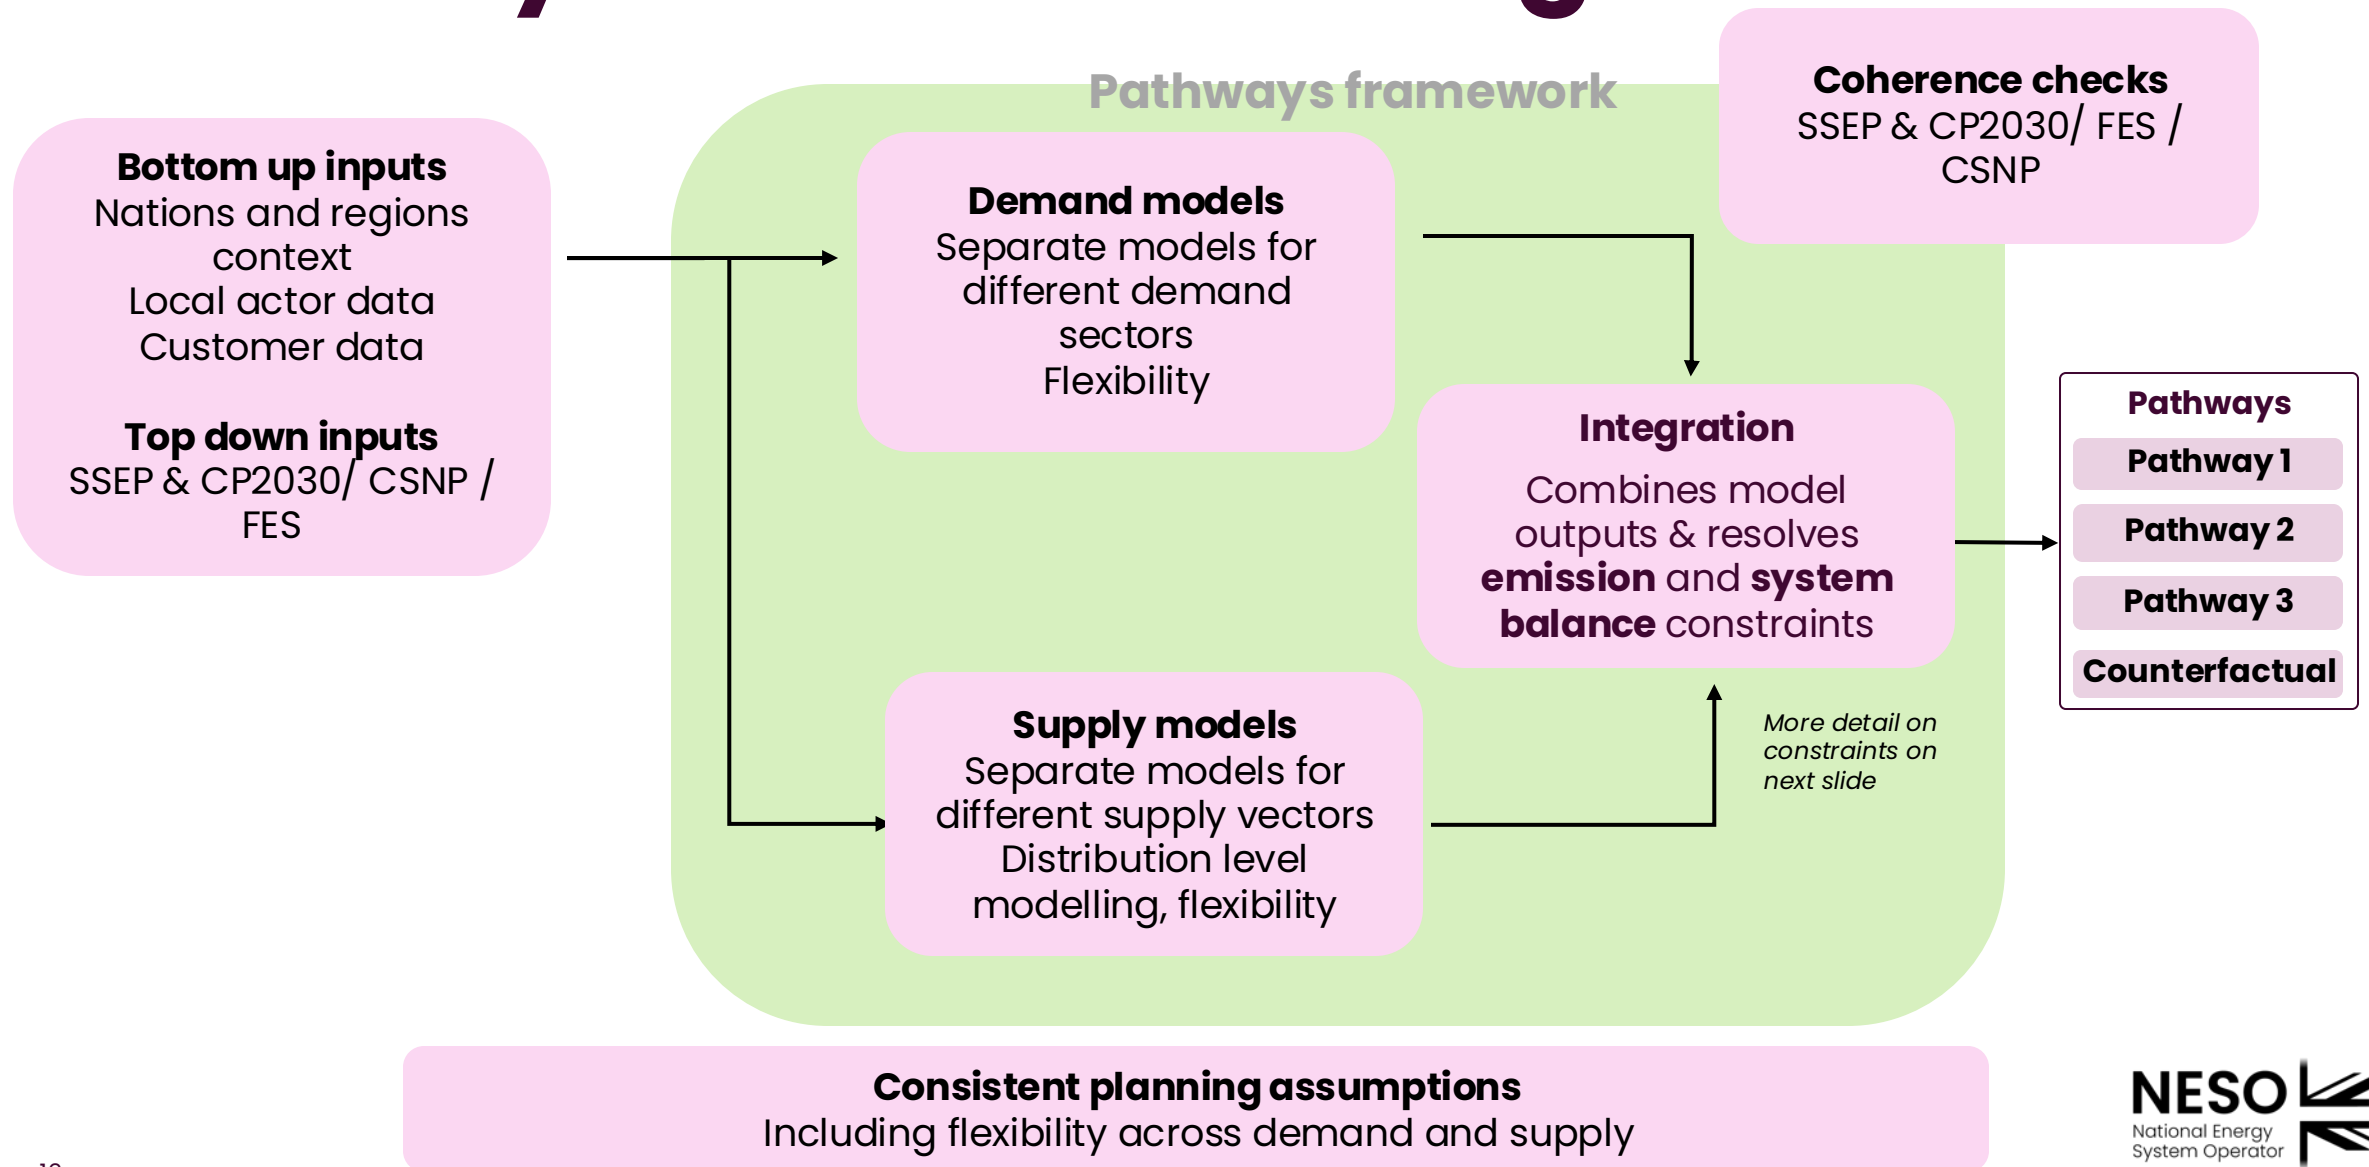 Pathways framework
Coherence checks
SSEP & CP2030/ FES /
CSNP
Bottom up inputs
Nations and regions
context
Local actor data
Customer data
Top down inputs
SSEP & CP2030/ CSNP /
FES
Demand models
Separate models for
different demand
sectors
Flexibility
Integration
Combines model
outputs & resolves
emission and system
balance constraints
Pathways
Pathway 1
Pathway 2
Pathway 3
Counterfactual
Supply models
Separate models for
different supply vectors
Distribution level
modelling, flexibility
More detail on
constraints on
next slide
Consistent planning assumptions
Including flexibility across demand and supply
NESO
National Energy
System Operator